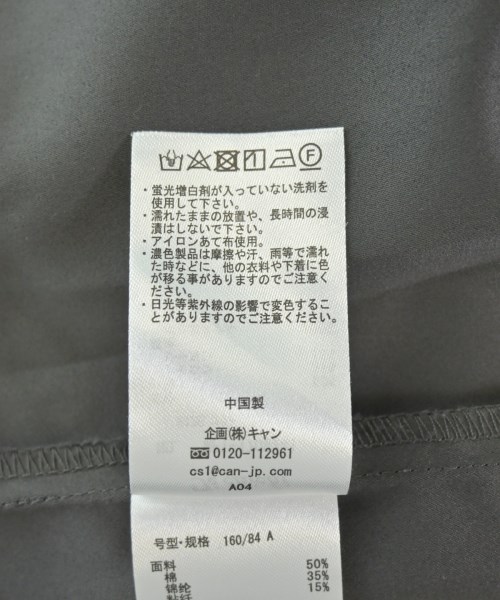 F
・蛍光増白剤が入っていない洗剤を
使用して下さい。
・濡れたままの放置や、長時間の浸
漬はしないで下さい。
・アイロンあて布使用。
・濃色製品は摩擦や汗、雨等で濡れ
た時などに、他の衣料や下着に色
が移る事がありますのでご注意く
ださい。
・日光等紫外線の影響で変色するこ
とがありますのでご注意ください。
中国製
企画(株)キャン
0120-112961
cs1@can-jp.com
A04
号型·规格 160/84 A
面料 50%
棉 35%
锦纶 15%